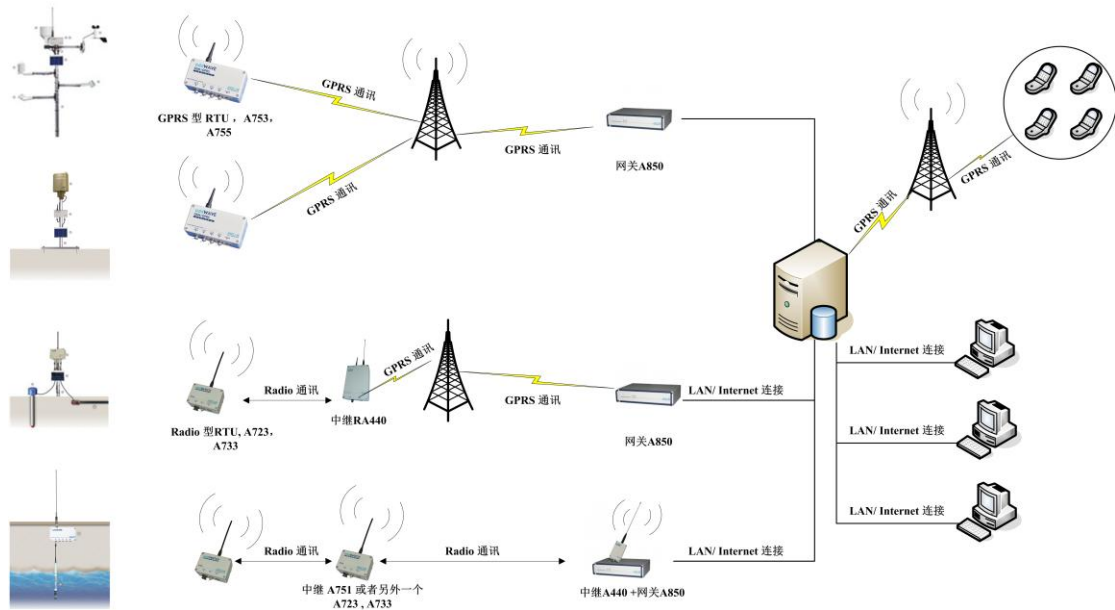 GPRS 通讯
GPRS 型 RTU ，A753，
A755
GPRS 通讯
网关A850
GPRS 通讯
GPRS 通讯
GPRS 通讯
Radio 通讯
Radio 型RTU, A723，
A733
中继RA440
GPRS 通讯
GPRS 通讯
网关A850
LAN/ Internet 连接
LAN/ Internet 连接
LAN/ Internet 连接
LAN/ Internet 连接
Radio 通讯
中继 A751 或者另外一个
A723 , A733
Radio 通讯
中继A440 +网关A850
LAN/ Internet 连接